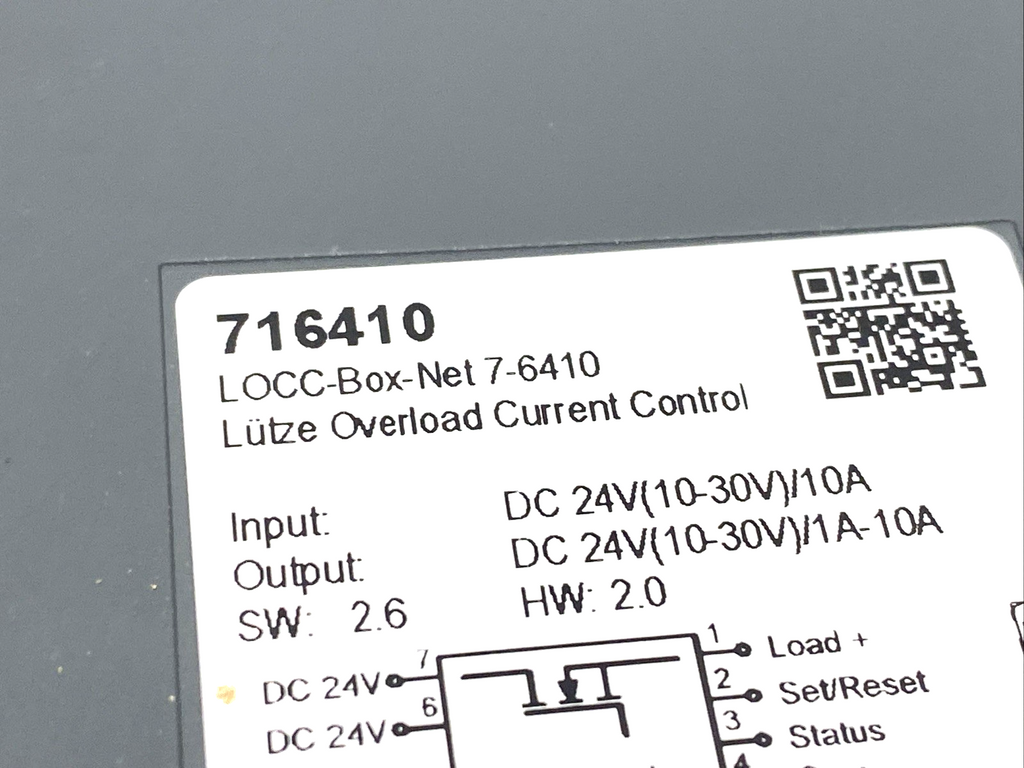 716410
LOCC-Box-Net 7-6410
Lütze Overload Current Control
Input: DC 24V(10-30V)/10A
Output: DC 24V(10-30V)/1A-10A
SW: 2.6 HW: 2.0
7 1 Load +
DC 24V 2 Set/Reset
6
DC 24V 3 Status
4